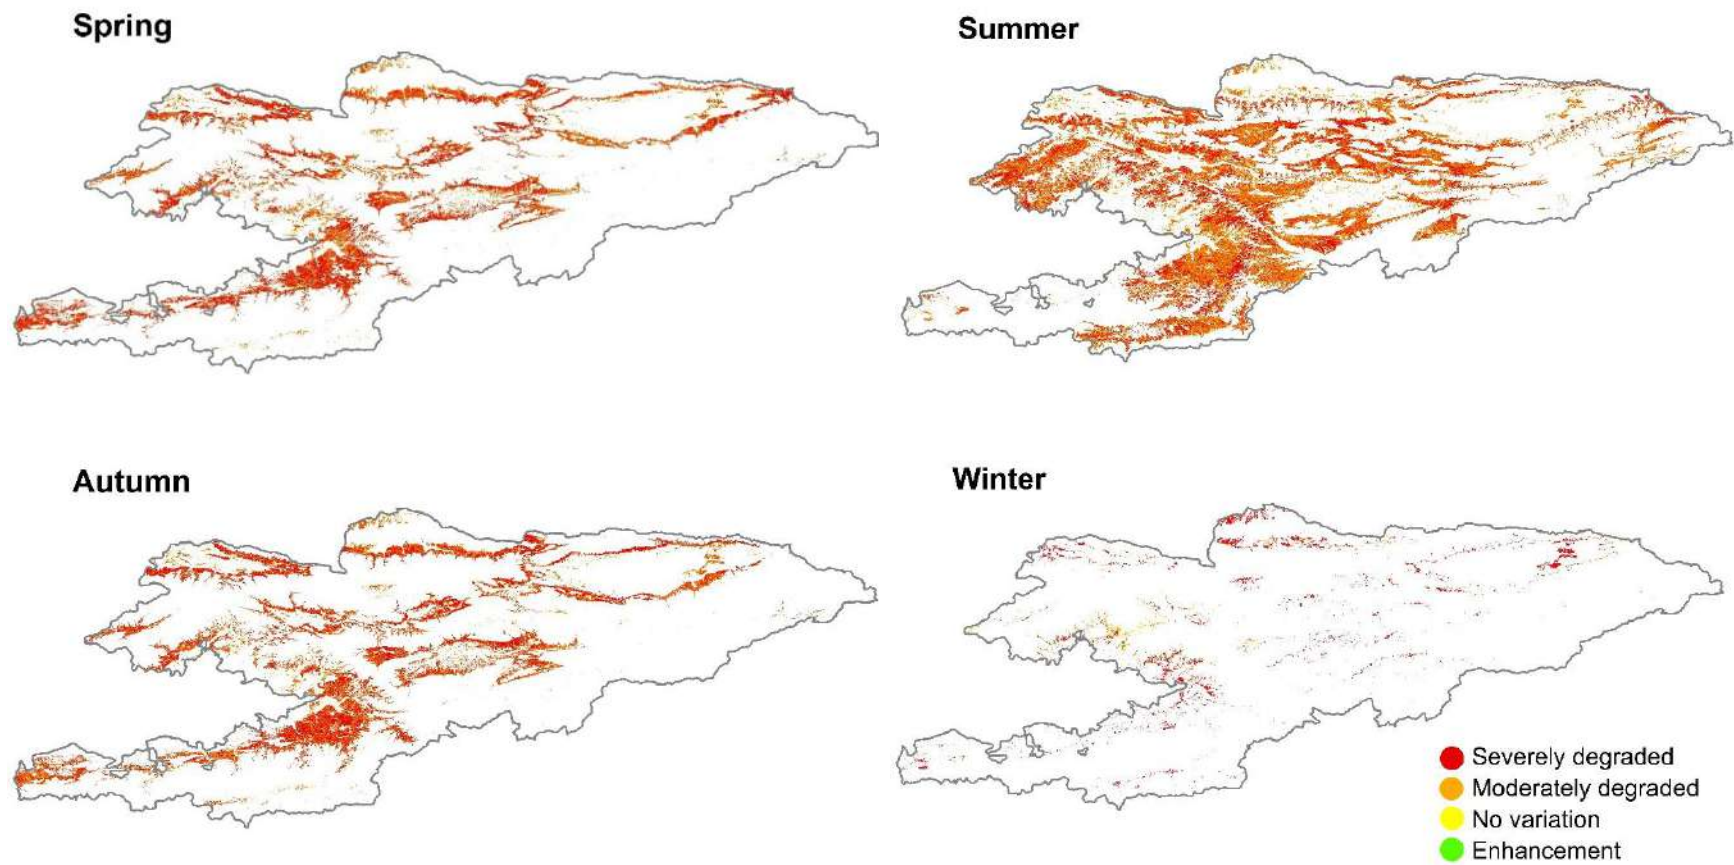 Spring
Summer
Autumn
Winter
Severely degraded
Moderately degraded
No variation
Enhancement